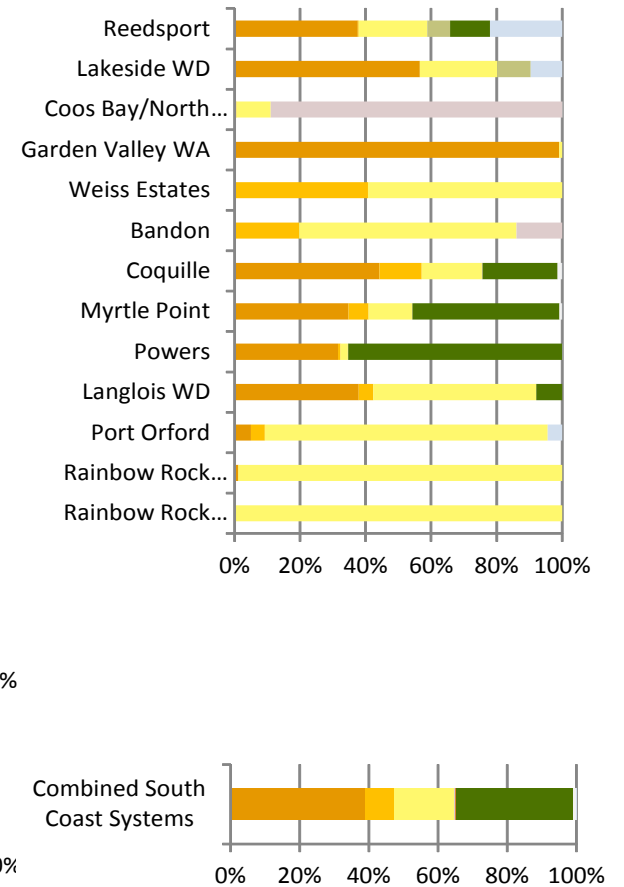 Reedsport
Lakeside WD
Coos Bay/North...
Garden Valley WA
Weiss Estates
Bandon
Coquille
Myrtle Point
Powers
Langlois WD
Port Orford
Rainbow Rock...
Rainbow Rock...
0% 20% 40% 60% 80% 100%
%
Combined South
Coast Systems
0%
0% 20% 40% 60% 80% 100%